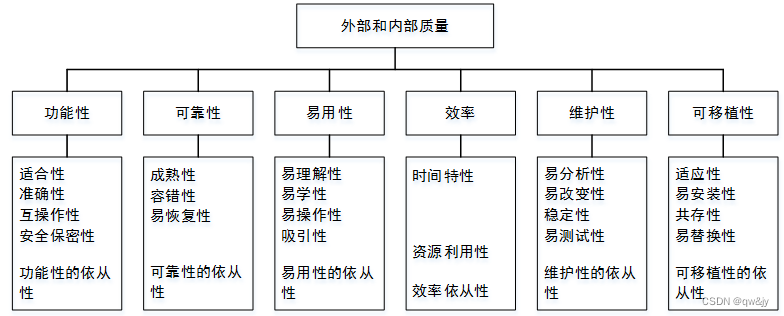 外部和内部质量
功能性
可靠性
易用性
效率
维护性
可移植性
适合性
准确性
互操作性
安全保密性
功能性的依从
性
成熟性
容错性
易恢复性
可靠性的依从
性
易理解性
易学性
易操作性
吸引性
易用性的依从
性
时间特性
资源利用性
效率依从性
易分析性
易改变性
稳定性
易测试性
维护性的依从
性
适应性
易安装性
共存性
易替换性
可移植性的依
从性
CSDN @qw&jy